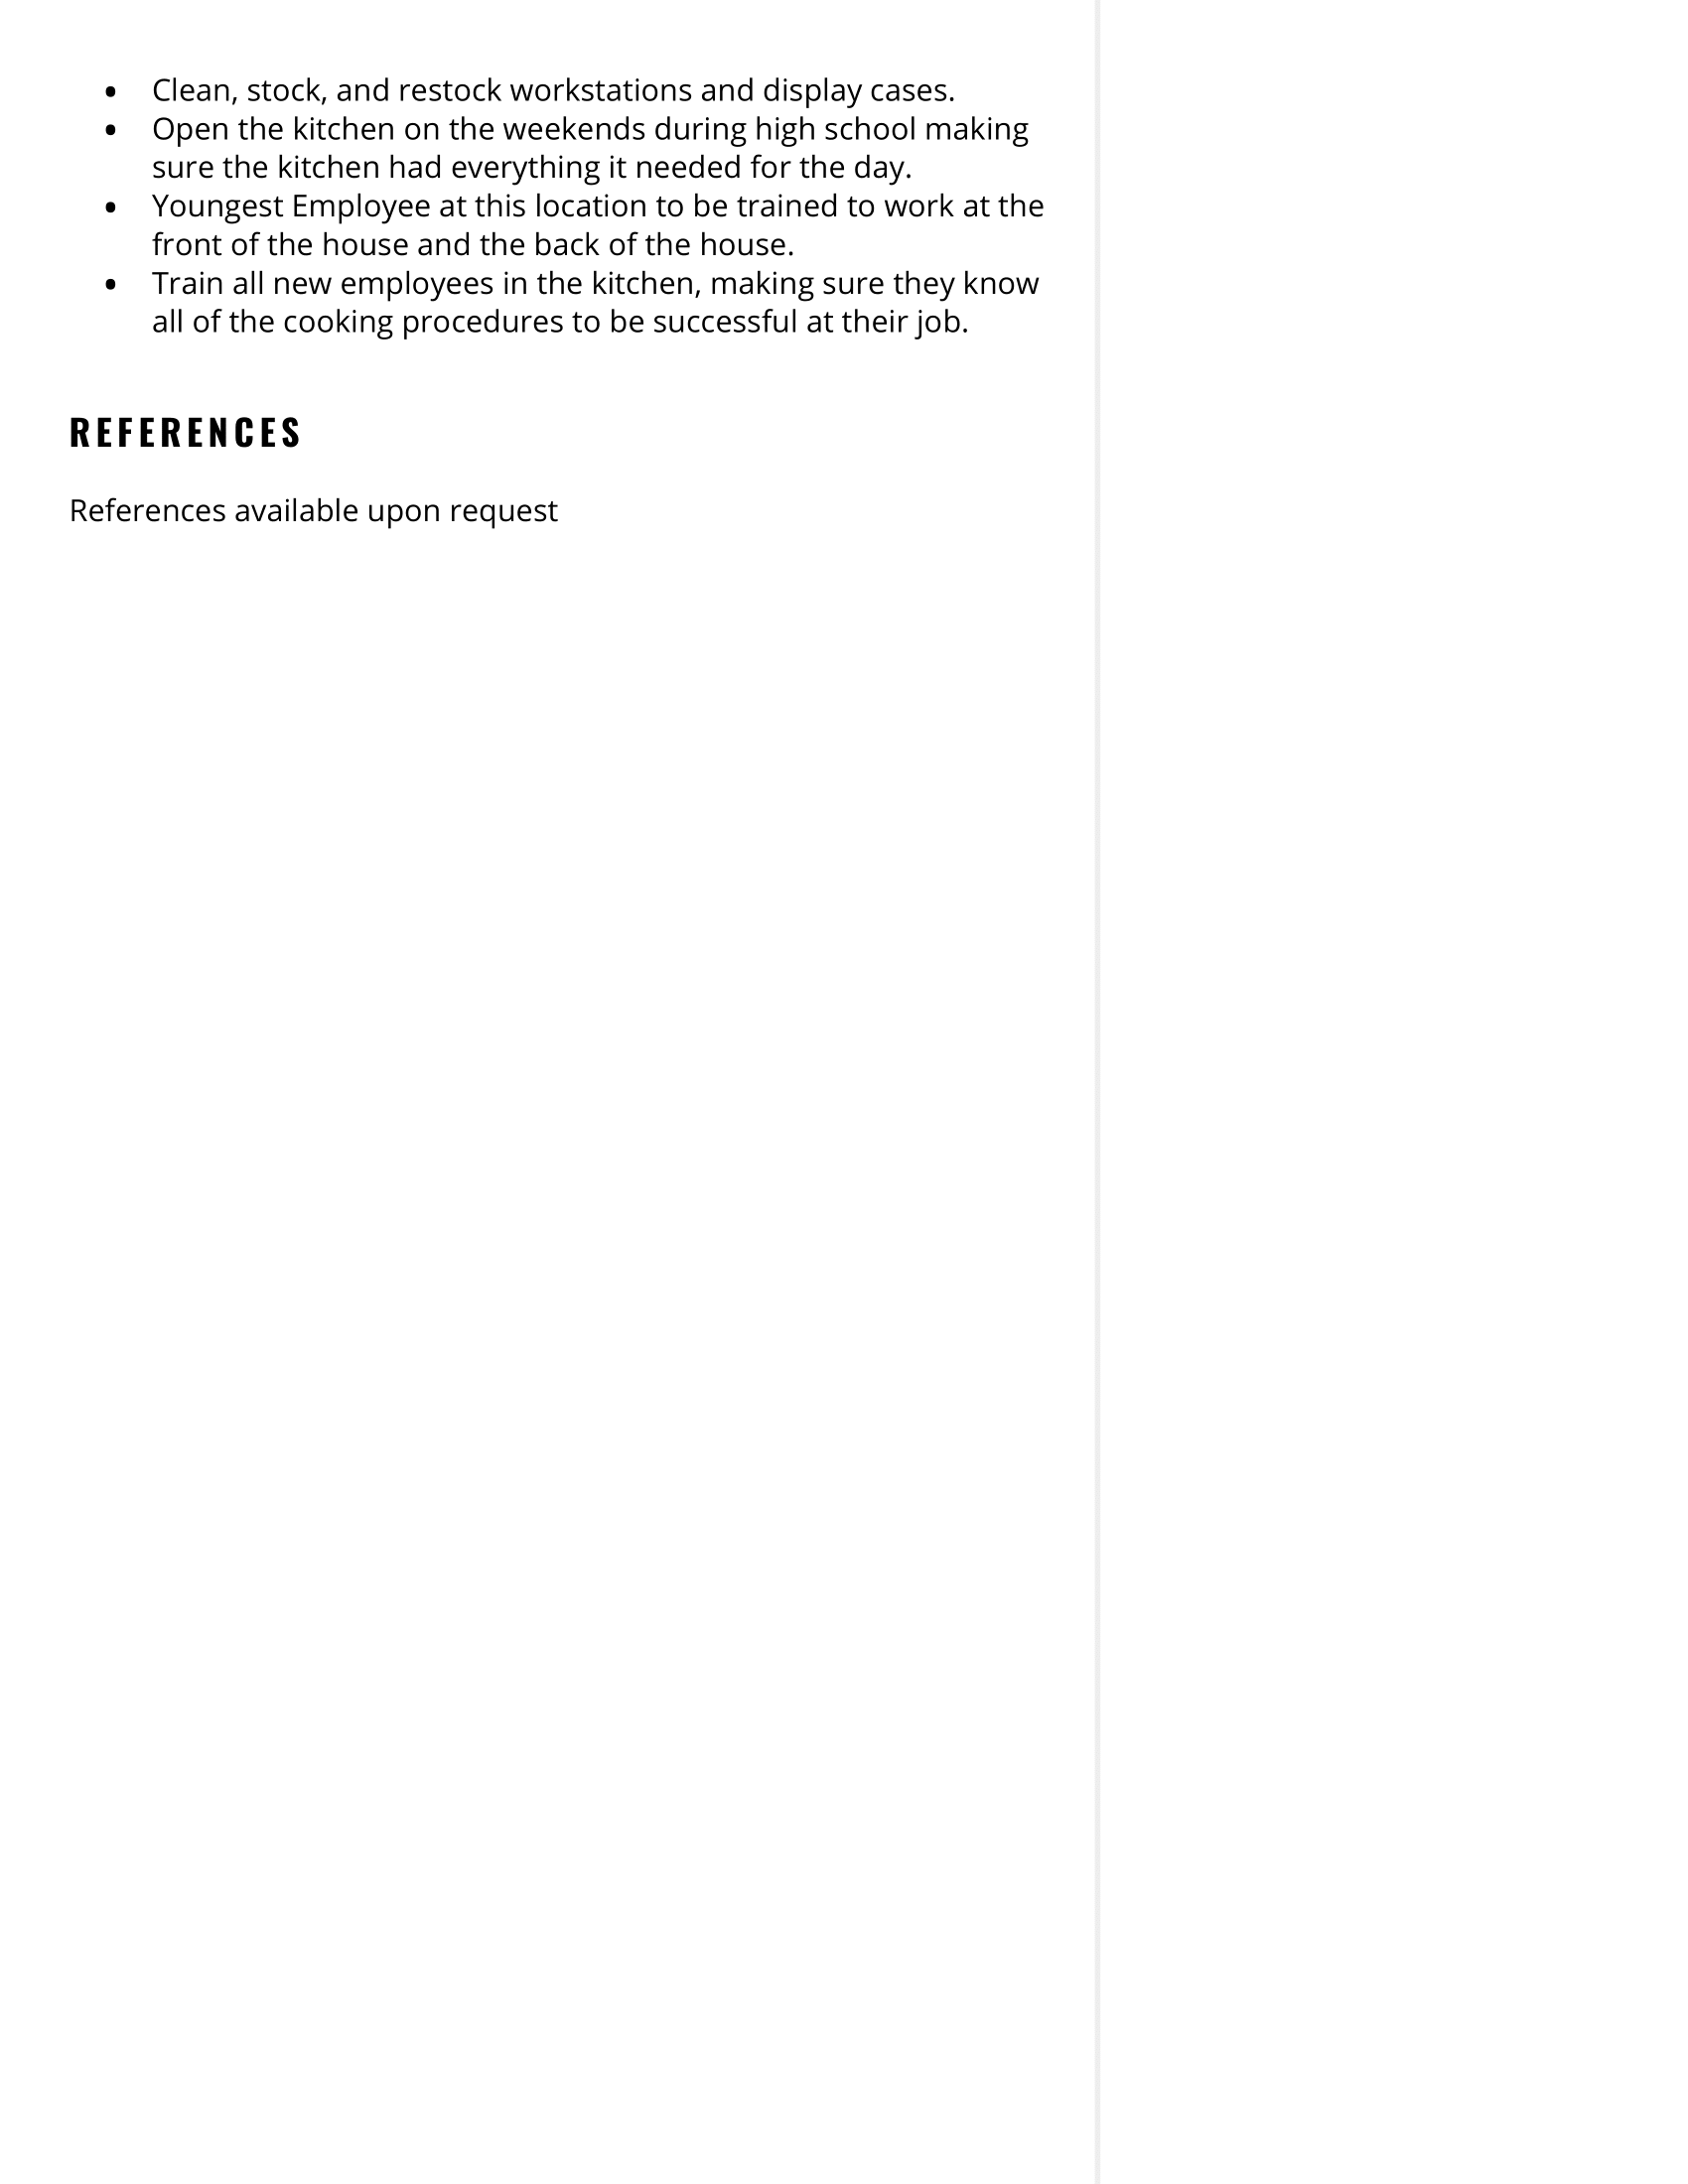 • Clean, stock, and restock workstations and display cases.
• Open the kitchen on the weekends during high school making
sure the kitchen had everything it needed for the day.
• Youngest Employee at this location to be trained to work at the
front of the house and the back of the house.
• Train all new employees in the kitchen, making sure they know
all of the cooking procedures to be successful at their job.
REFERENCES
References available upon request